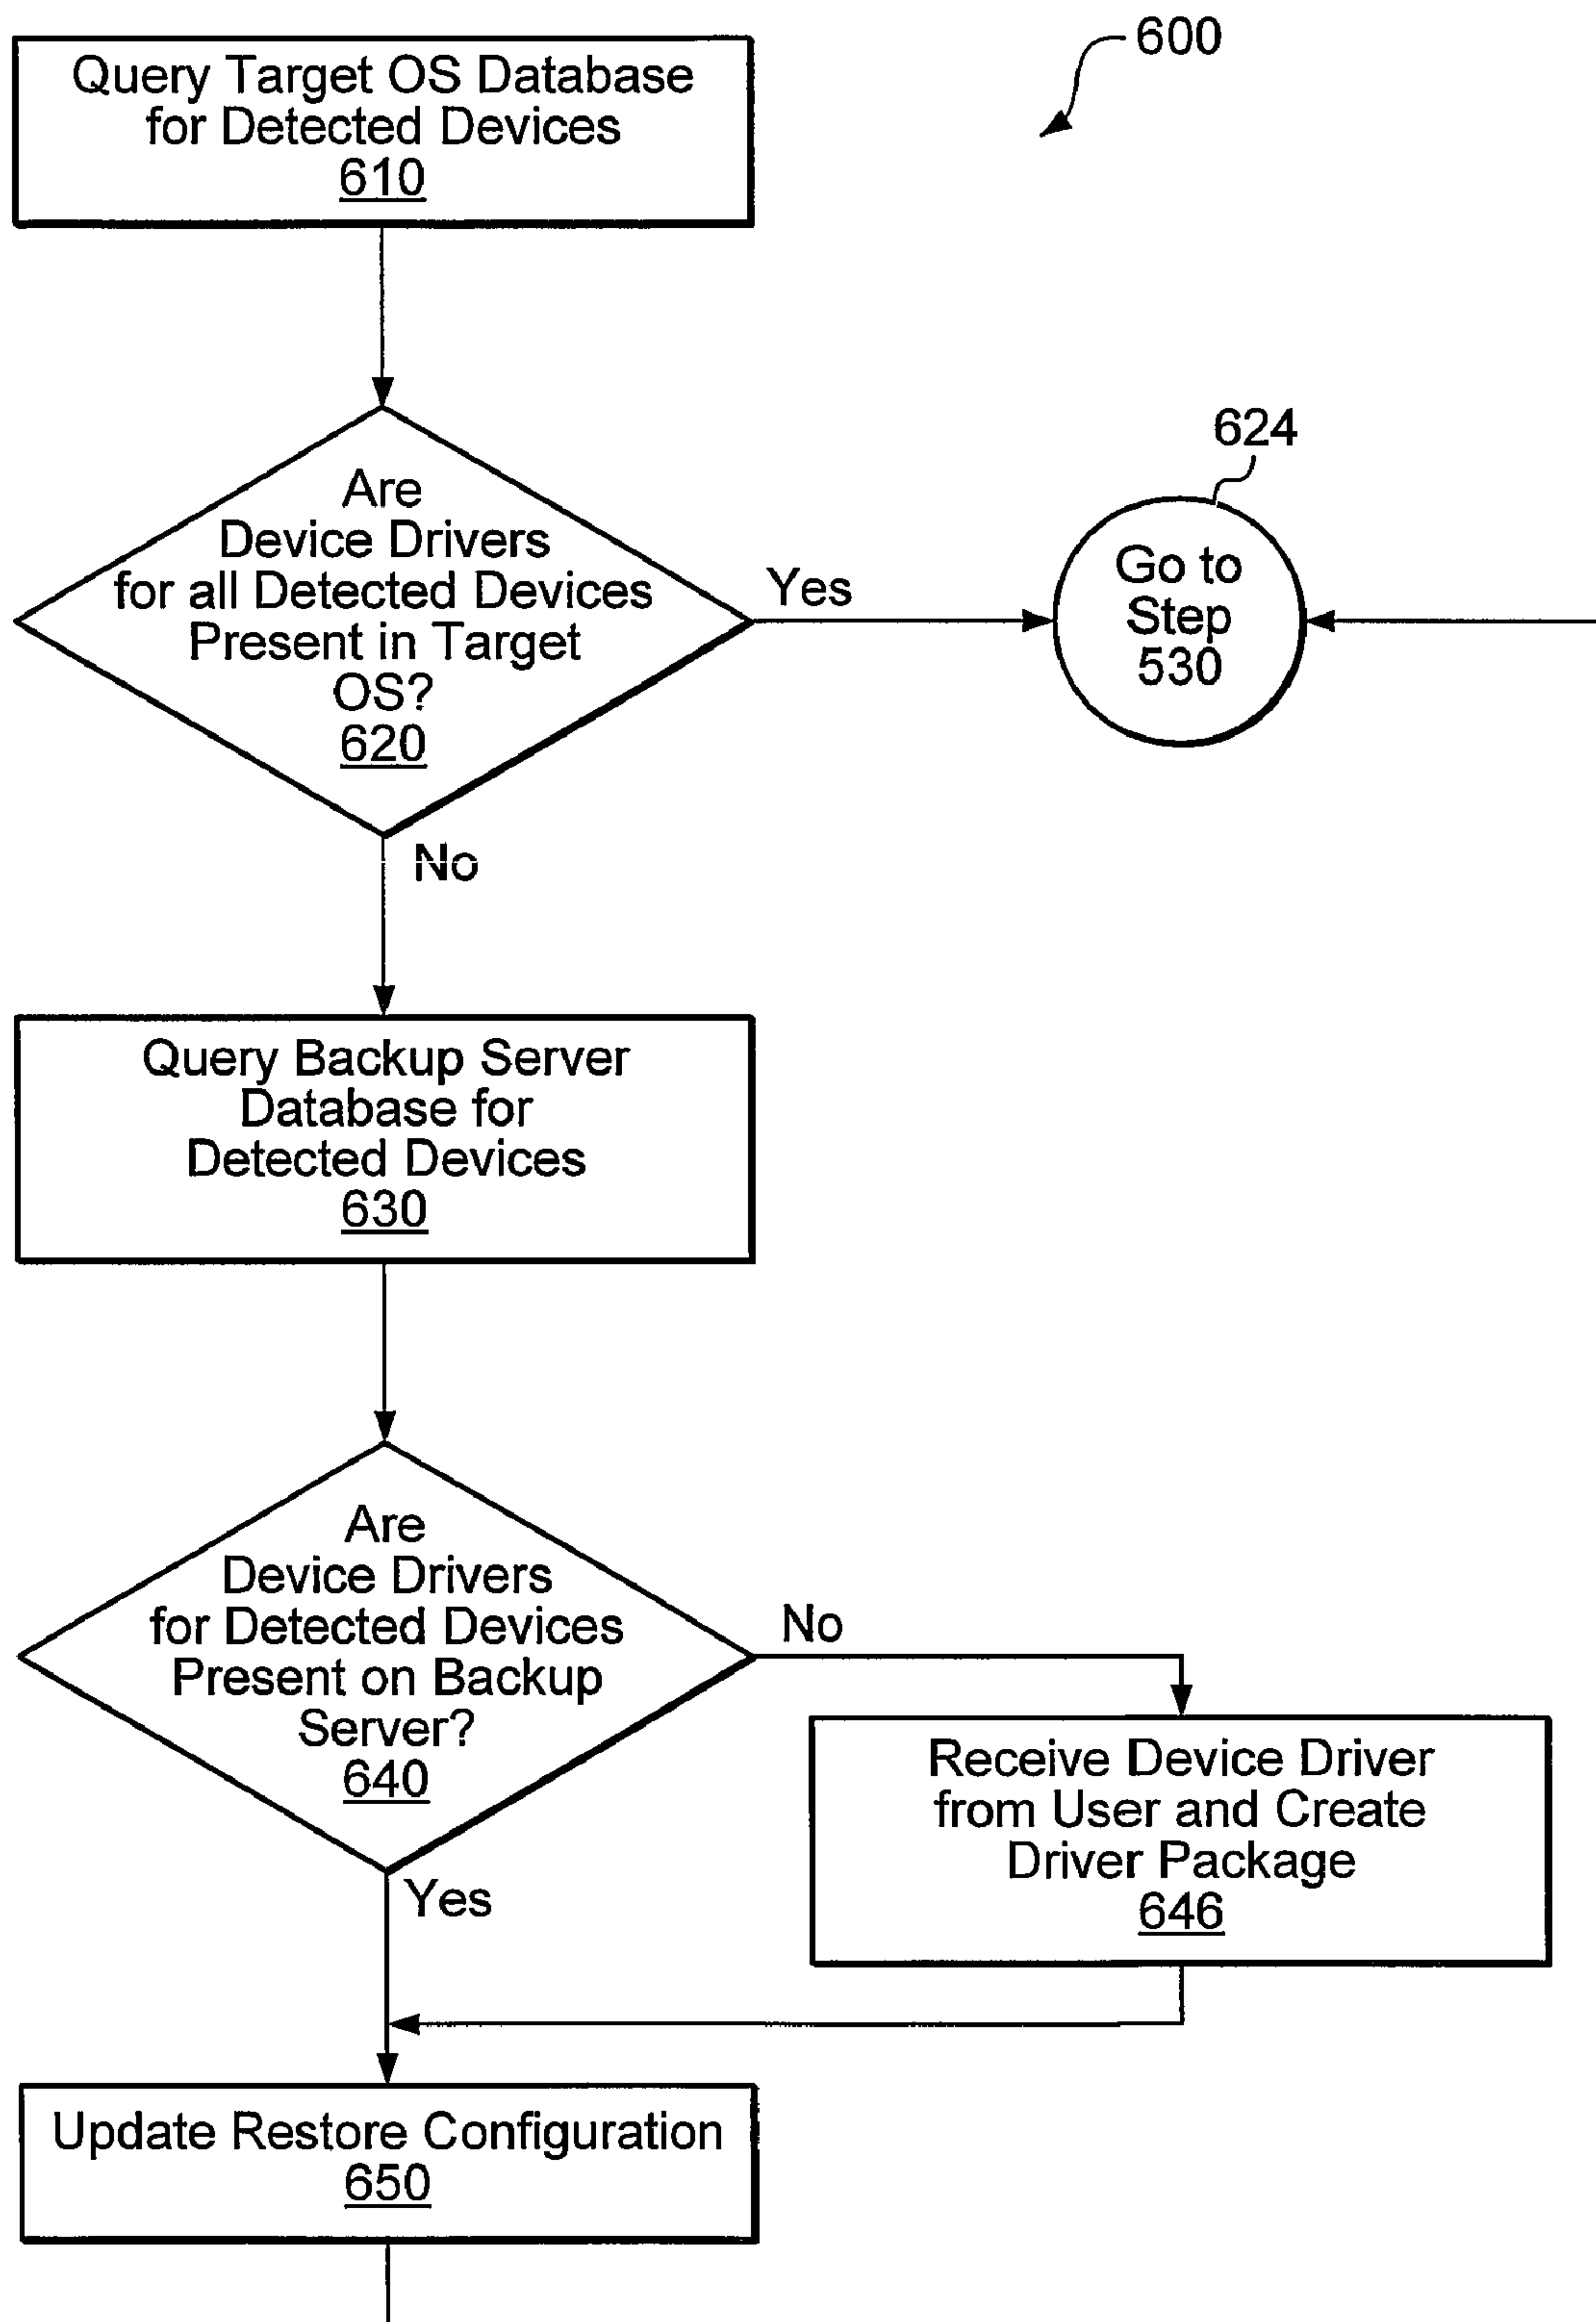 600
Query Target OS Database
for Detected Devices
610
Are
Device Drivers
for all Detected Devices
Present in Target
OS?
620
Yes
624
Go to
Step
530
No
Query Backup Server
Database for
Detected Devices
630
Are
Device Drivers
for Detected Devices
Present on Backup
Server?
640
No
Receive Device Driver
from User and Create
Driver Package
646
Yes
Update Restore Configuration
650